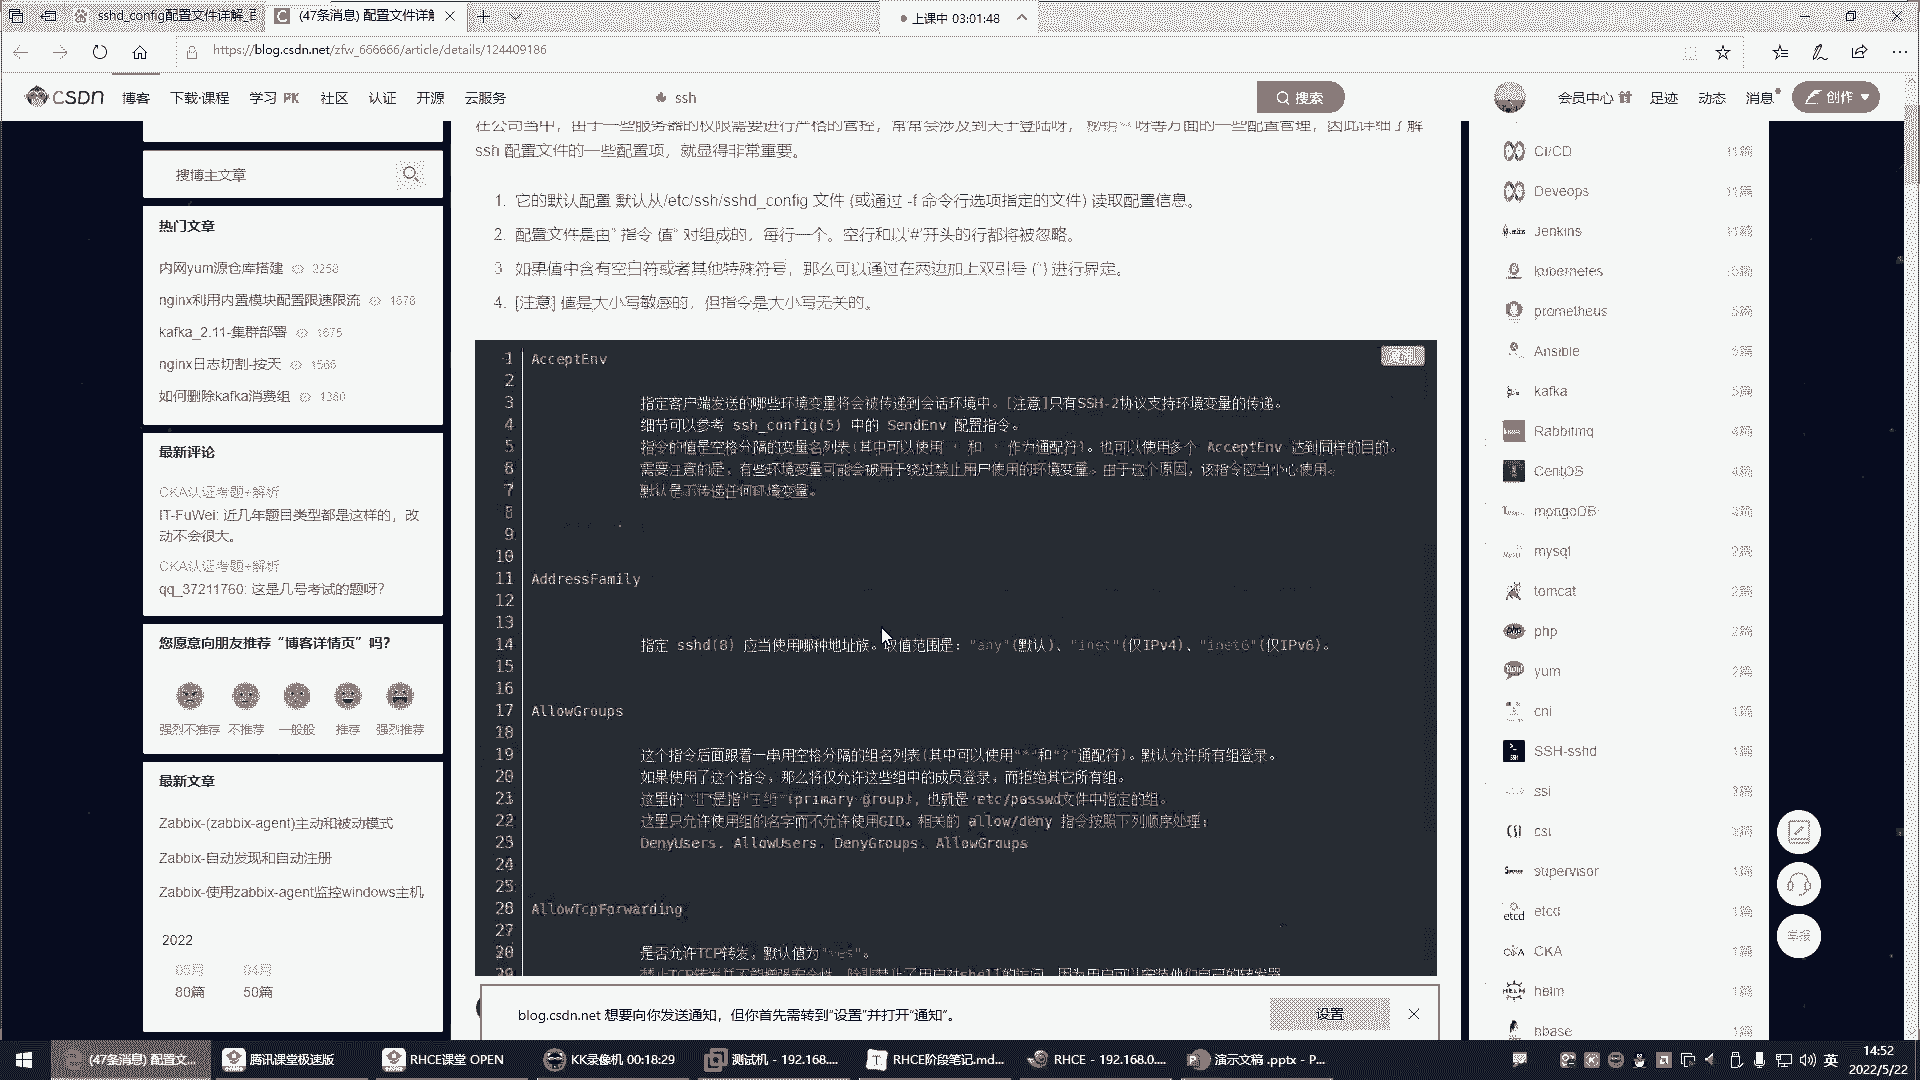 sshd_config配置文件详解_百
(47条消息) 配置文件详解
上课中 03:01:48
https://blog.csdn.net/zfw_666666/article/details/124409186
CSDN 博客 下载·课程 学习 PK 社区 认证 开源 云服务 ssh 搜索 会员中心 足迹 动态 消息 创作
在公司当中，由于一些服务器的权限需要进行严格的管控，常常会涉及到关于登陆呀， 呀等方面的一些配置管理，因此详细了解
ssh 配置文件的一些配置项，就显得非常重要。
1. 它的默认配置 默认从/etc/ssh/sshd_config 文件 (或通过 -f 命令行选项指定的文件) 读取配置信息。
2. 配置文件是由" 指令 值" 对组成的，每行一个。空行和以'#'开头的行都将被忽略。
3 如果值中含有空白符或者其他特殊符号，那么可以通过在两边加上双引号 (") 进行界定。
4. [注意] 值是大小写敏感的，但指令是大小写无关的。
搜博主文章
热门文章
内网yum源仓库搭建 2258
nginx利用内置模块配置限速限流 1678
kafka_2.11-集群部署 1675
nginx日志切割-按天 1566
如何删除kafka消费组 1280
最新评论
CKA认证考题+解析
IT-FuWei: 近几年题目类型都是这样的，改
动不会很大。
CKA认证考题+解析
qq_37211760: 这是几号考试的题呀？
您愿意向朋友推荐“博客详情页”吗？
强烈不推荐 不推荐 一般般 推荐 强烈推荐
最新文章
Zabbix-(zabbix-agent)主动和被动模式
Zabbix-自动发现和自动注册
Zabbix-使用zabbix-agent监控windows主机
2022
05月 04月
80篇 50篇
复制
1 AcceptEnv
2
3 指定客户端发送的哪些环境变量将会被传递到会话环境中。[注意]只有SSH-2协议支持环境变量的传递。
4 细节可以参考 ssh_config(5) 中的 SendEnv 配置指令。
5 指令的值是空格分隔的变量名列表(其中可以使用' '和' '作为通配符)。也可以使用多个 AcceptEnv 达到同样的目的。
6 需要注意的是，有些环境变量可能会被用于绕过禁止用户使用的环境变量。由于这个原因，该指令应当小心使用。
7 默认是不传递任何环境变量。
8
9
10
11 AddressFamily
12
13
14 指定 sshd(8) 应当使用哪种地址族。取值范围是："any"(默认)、"inet"(仅IPv4)、"inet6"(仅IPv6)。
15
16
17 AllowGroups
18
19 这个指令后面跟着一串用空格分隔的组名列表(其中可以使用"*"和"?"通配符)。默认允许所有组登录。
20 如果使用了这个指令，那么将仅允许这些组中的成员登录，而拒绝其它所有组。
21 这里的"组"是指"主组"(primary group)，也就是/etc/passwd文件中指定的组。
22 这里只允许使用组的名字而不允许使用GID。相关的 allow/deny 指令按照下列顺序处理：
23 DenyUsers, AllowUsers, DenyGroups, AllowGroups
24
25
26 AllowTcpForwarding
27
28 是否允许TCP转发，默认值为"yes"。
29 禁止TCP转发并不能增强安全性，除非禁止了用户对shell的访问，因为用户可以安装他们自己的转发器
CI/CD 11篇
Deveops 11篇
Jenkins
kubernetes
prometheus
Ansible
kafka
Rabbitmq 4篇
CentOS 4篇
mongoDB
mysql 2篇
tomcat 2篇
php 2篇
yum 2篇
cni 1篇
SSH-sshd 1篇
ssl
csi
supervisor 1篇
etcd 1篇
CKA 1篇
helm
hbase
举报
blog.csdn.net 想要向你发送通知，但你首先需转到“设置”并打开“通知”。 设置
(47条消息) 配置文... 腾讯课堂极速版 RHCE课堂 OPEN KK录像机 00:18:29 测试机 - 192.168.... RHCE阶段笔记.md... RHCE - 192.168.0.... 演示文稿 .pptx - P... 英 14:52
2022/5/22